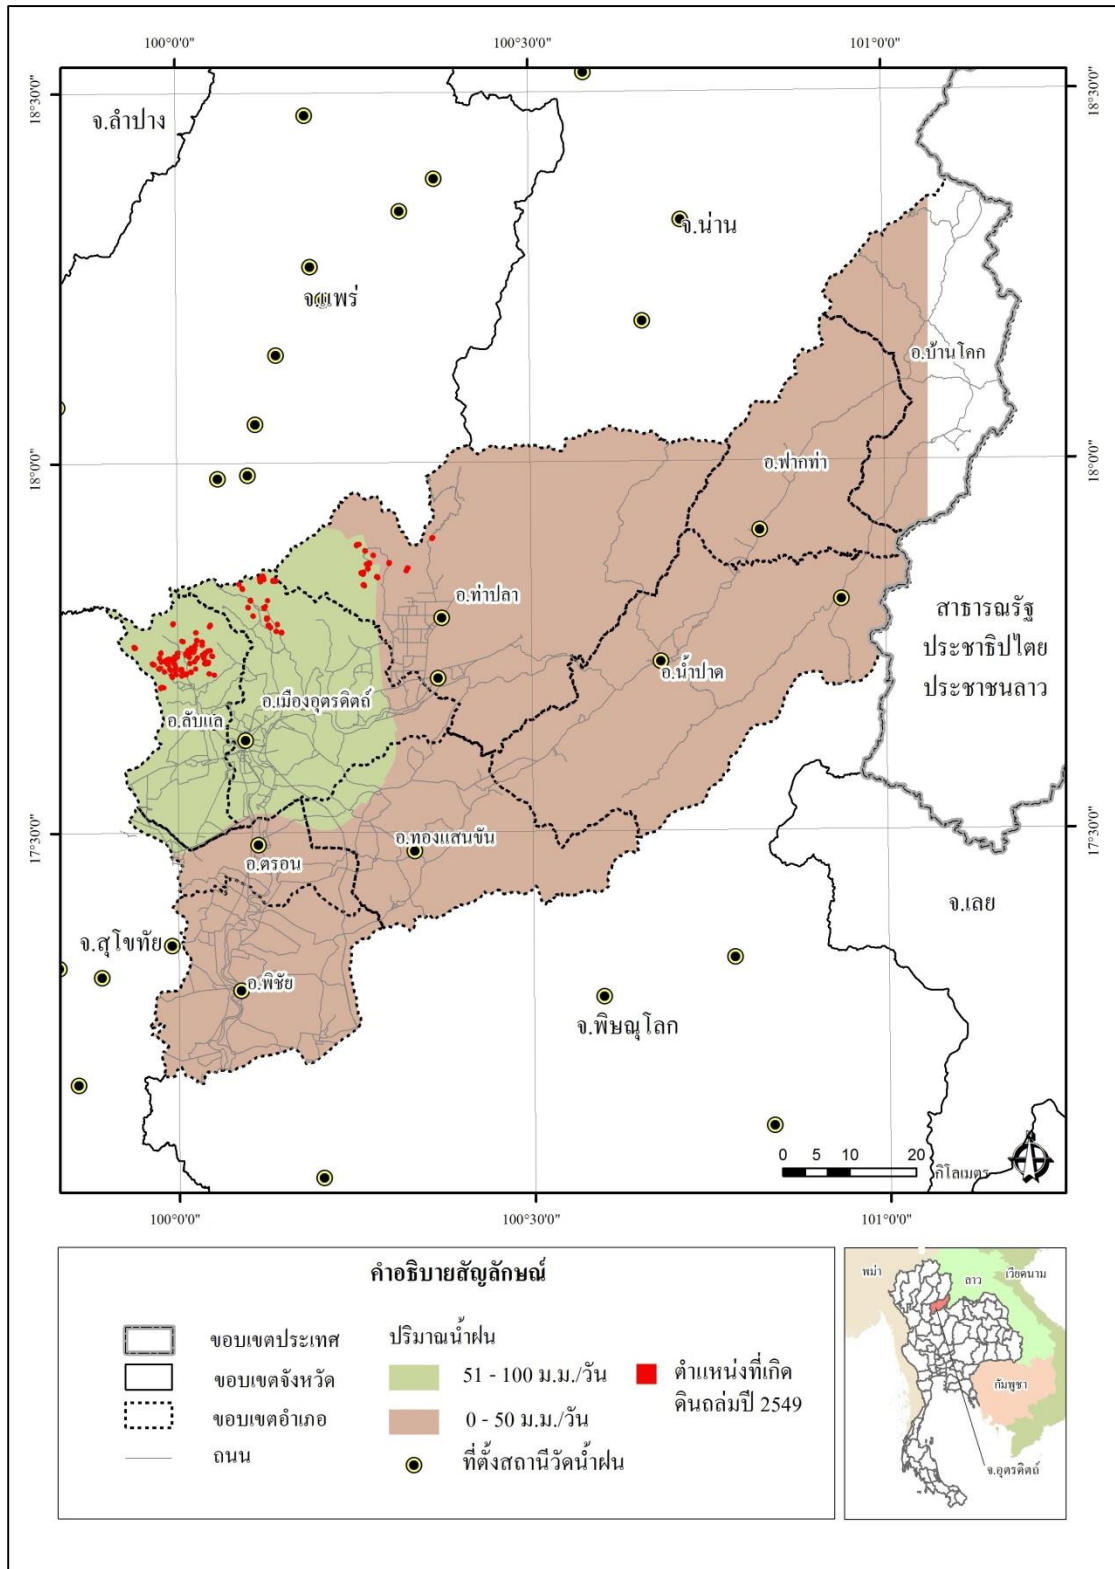 100°0'0" 100°30'0" 101°0'0"
18°30'0" 18°30'0"
จ.ลำปาง
จ.น่าน
จ.แพร่
อ.บ้านโคก
18°0'0" 18°0'0"
อ.ฟากท่า
อ.ท่าปลา
สาธารณรัฐ
ประชาธิปไตย
ประชาชนลาว
อ.น้ำปาด
อ.เมืองอุตรดิตถ์
อ.ลับแล
17°30'0" 17°30'0"
อ.ทองแสนขัน
อ.ตรอน
จ.เลย
จ.สุโขทัย
อ.พิชัย
จ.พิษณุโลก
0 5 10 20
กิโลเมตร
100°0'0" 100°30'0" 101°0'0"
คำอธิบายสัญลักษณ์
ขอบเขตประเทศ
ขอบเขตจังหวัด
ขอบเขตอำเภอ
ถนน
ปริมาณน้ำฝน
51 - 100 ม.ม./วัน
0 - 50 ม.ม./วัน
ที่ตั้งสถานีวัดน้ำฝน
ตำแหน่งที่เกิด
ดินถล่มปี 2549
พม่า
ลาว
เวียดนาม
กัมพูชา
จ.อุตรดิตถ์